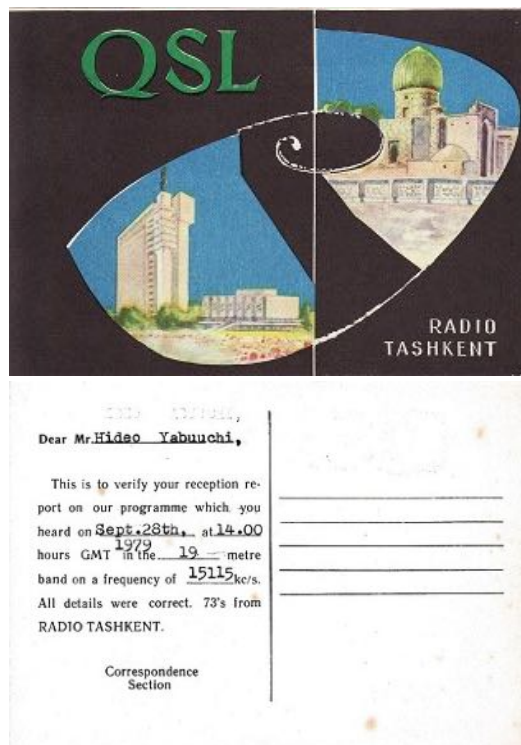 QSL
RADIO
TASHKENT
Dear Mr. Hideo Yabuuchi,
This is to verify your reception re-
port on our programme which you
heard on Sept.28th, at 14.00
1979
hours GMT in the 19 metre
band on a frequency of 15115 kc/s.
All details were correct. 73's from
RADIO TASHKENT.
Correspondence
Section